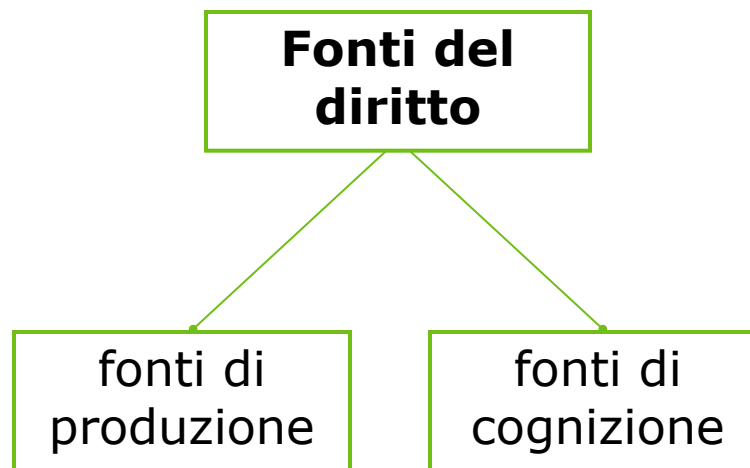 Fonti del
diritto
fonti di
produzione
fonti di
cognizione